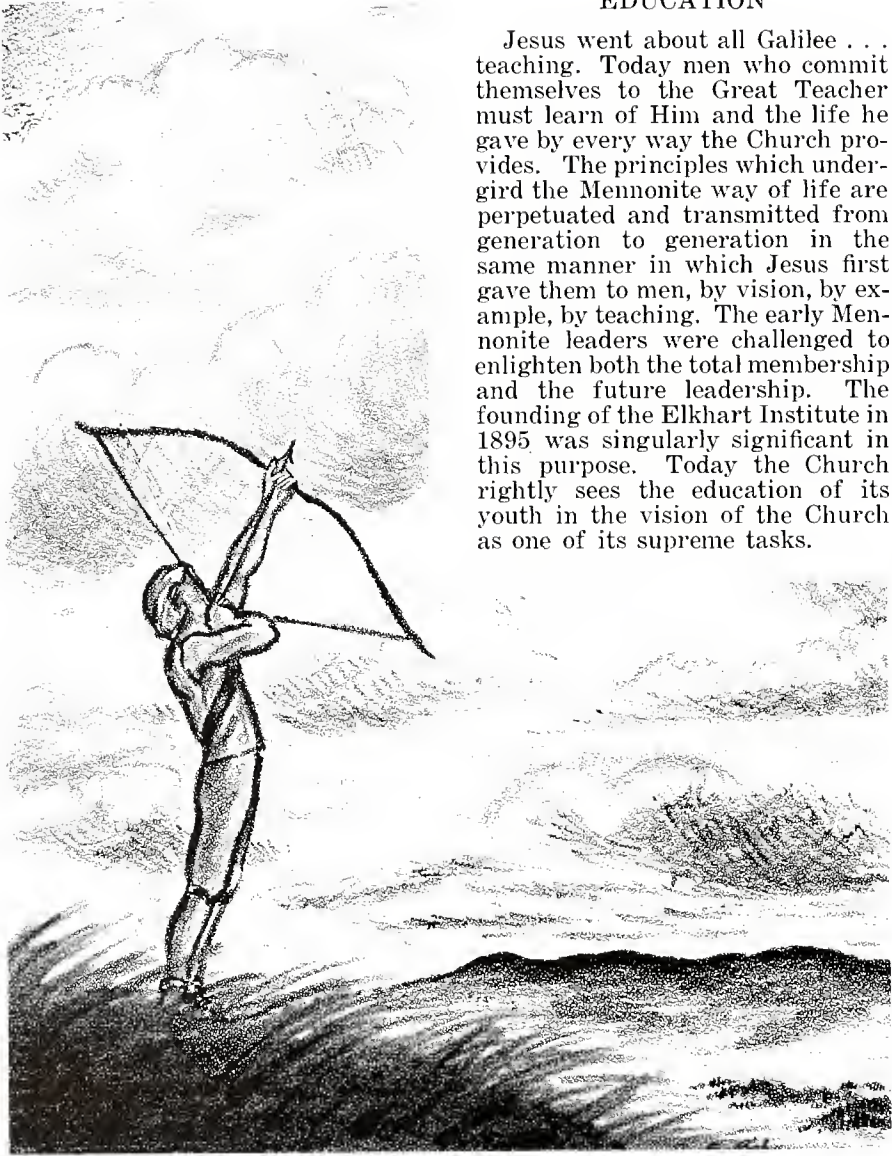 EDUCATION
Jesus went about all Galilee . . .
teaching. Today men who commit
themselves to the Great Teacher
must learn of Him and the life he
gave by every way the Church pro-
vides. The principles which under-
gird the Mennonite way of life are
perpetuated and transmitted from
generation to generation in the
same manner in which Jesus first
gave them to men, by vision, by ex-
ample, by teaching. The early Men-
nonite leaders were challenged to
enlighten both the total membership
and the future leadership. The
founding of the Elkhart Institute in
1895 was singularly significant in
this purpose. Today the Church
rightly sees the education of its
youth in the vision of the Church
as one of its supreme tasks.